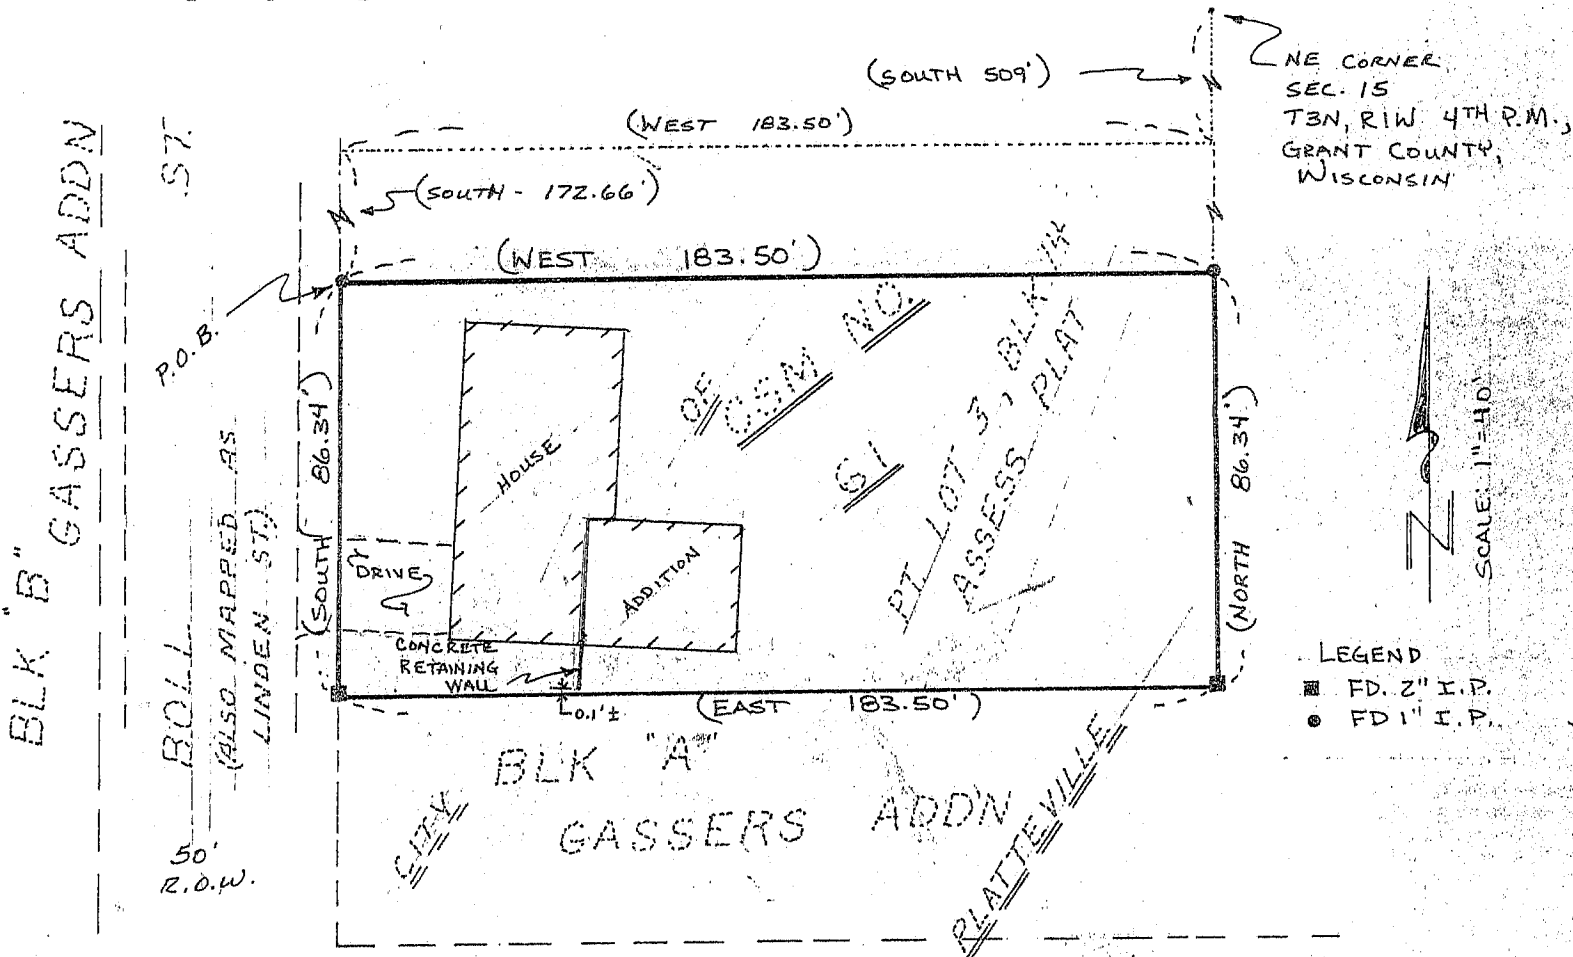 NE CORNER
SEC. 15
T3N, R1W 4TH P.M.,
GRANT COUNTY,
WISCONSIN
(SOUTH 509')
(WEST 183.50')
(SOUTH - 172.66')
(WEST 183.50')
P.O.B.
BLK "B"
GASSERS ADDN
BOLL ST.
(ALSO MAPPED AS
LINDEN ST.)
50'
R.O.W.
(SOUTH 86.34')
HOUSE
ADDITION
DRIVE
CONCRETE
RETAINING
WALL
0.1'±
OF
C.S.M NO.
61
PT LOT 3, BLK 14
ASSESS PLAT
(NORTH 86.34')
(EAST 183.50')
BLK "A"
GASSERS ADD'N
CITY
PLATTEVILLE
SCALE: 1"=40'
LEGEND
FD. 2" I.P.
FD 1" I.P.